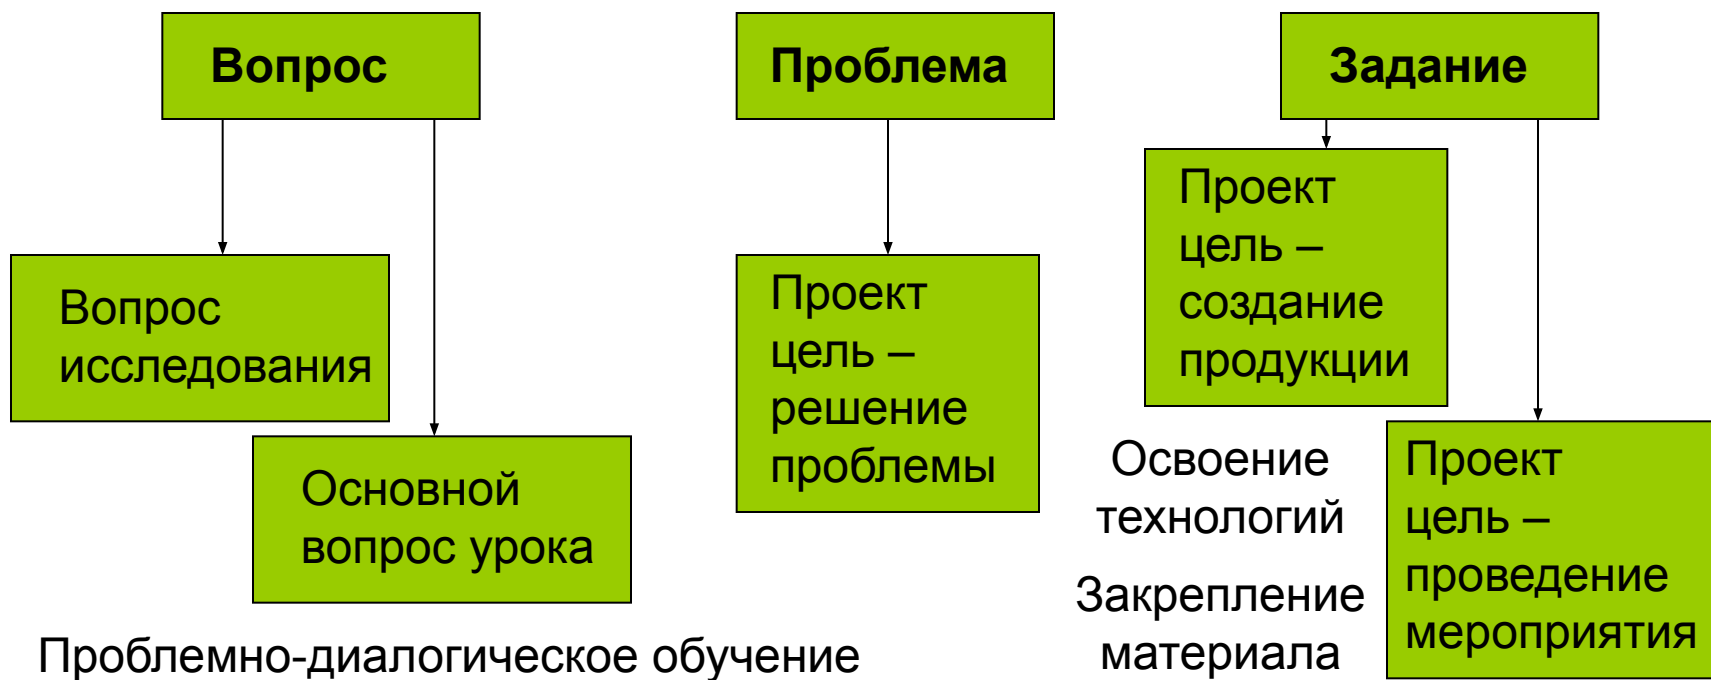 Вопрос
Проблема
Задание
Вопрос
исследования
Основной
вопрос урока
Проект
цель –
решение
проблемы
Проект
цель –
создание
продукции
Освоение
технологий
Закрепление
материала
Проект
цель –
проведение
мероприятия
Проблемно-диалогическое обучение